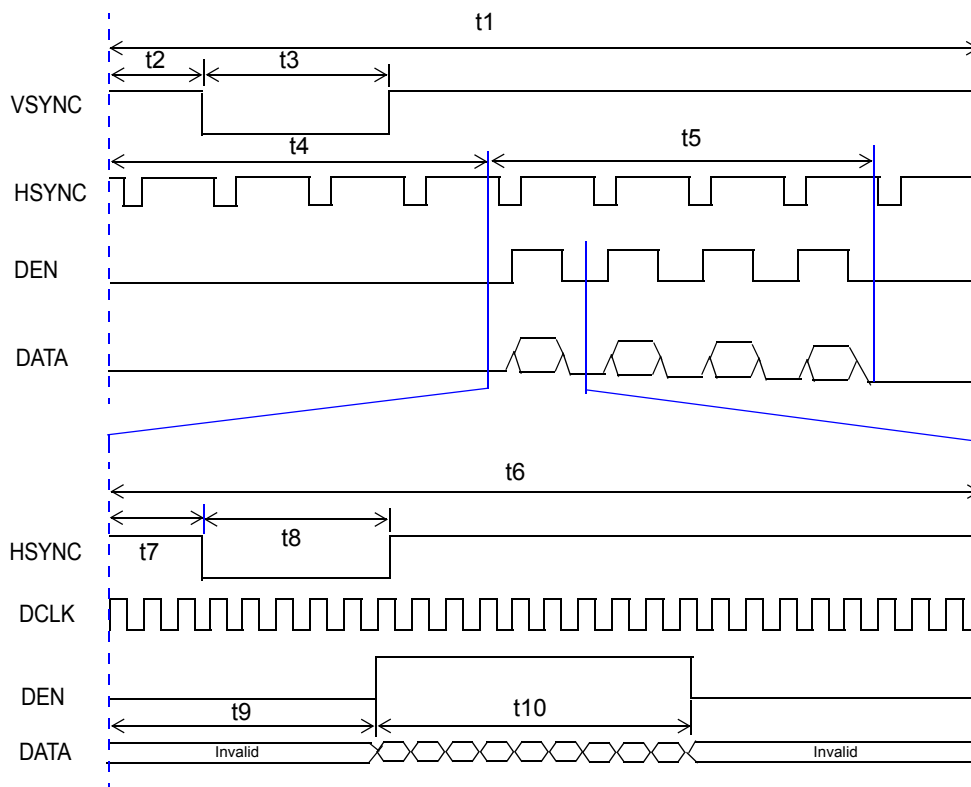 t1
t2 t3
VSYNC
t4 t5
HSYNC
DEN
DATA
t6
t7 t8
HSYNC
DCLK
DEN
t9 t10
DATA Invalid Invalid